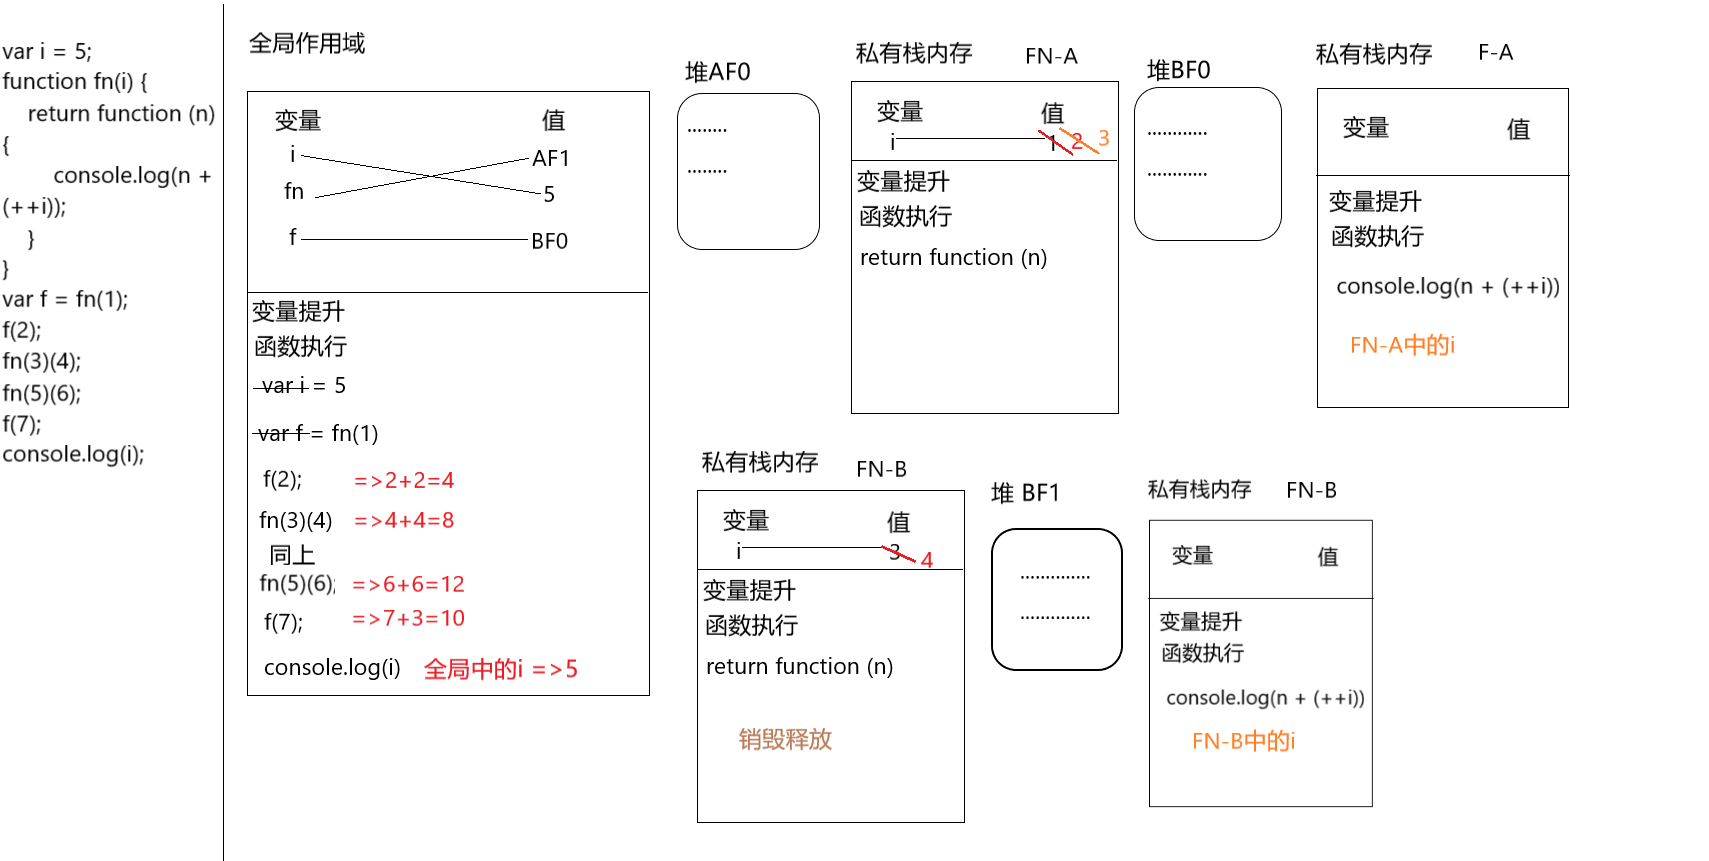 var i = 5;
function fn(i) {
return function (n)
{
console.log(n +
(++i));
}
}
var f = fn(1);
f(2);
fn(3)(4);
fn(5)(6);
f(7);
console.log(i);
全局作用域
变量 值
i AF1
fn 5
f BF0
变量提升
函数执行
var i = 5
var f = fn(1)
f(2); =>2+2=4
fn(3)(4) =>4+4=8
同上
fn(5)(6); =>6+6=12
f(7); =>7+3=10
console.log(i) 全局中的i =>5
堆AF0
........
........
私有栈内存 FN-A
变量 值
i 1 2 3
变量提升
函数执行
return function (n)
堆BF0
............
............
私有栈内存 F-A
变量 值
变量提升
函数执行
console.log(n + (++i))
FN-A中的i
私有栈内存 FN-B
变量 值
i 3 4
变量提升
函数执行
return function (n)
销毁释放
堆 BF1
..............
..............
私有栈内存 FN-B
变量 值
变量提升
函数执行
console.log(n + (++i))
FN-B中的i